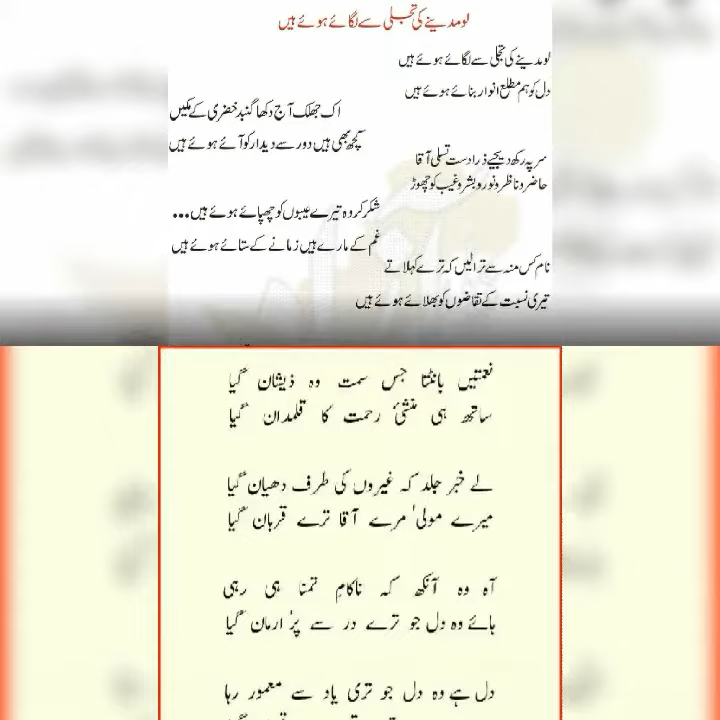 لو مدینے کی تجلی سے لگائے ہوئے ہیں
لو مدینے کی تجلی سے لگائے ہوئے ہیں
دل کو ہم مطلع انوار بنائے ہوئے ہیں
اک جھلک آج دکھا گنبد خضری کے مکیں
کچھ بھی ہیں دور سے دیدار کو آئے ہوئے ہیں
سر پہ رکھ دیجیے ذرا دست تسلی آقا
حاضر و ناظر و نور و بشر و غیب کو چھوڑ
شکر کر وہ تیرے عیبوں کو چھپائے ہوئے ہیں...
غم کے مارے ہیں زمانے کے ستائے ہوئے ہیں
نام کس منہ سے ترا لیں کہ ترے کہلاتے
تیری نسبت کے تقاضوں کو بھلائے ہوئے ہیں
نعمتیں بانٹتا جس سمت وہ ذیشان گیا
ساتھ ہی منشئ رحمت کا قلمدان گیا
لے خبر جلد کہ غیروں کی طرف دھیان گیا
میرے مولیٰ مرے آقا ترے قربان گیا
آہ وہ آنکھ کہ ناکامِ تمنا ہی رہی
ہائے وہ دل جو ترے در سے پرُ ارمان گیا
دل ہے وہ دل جو تری یاد سے معمور رہا